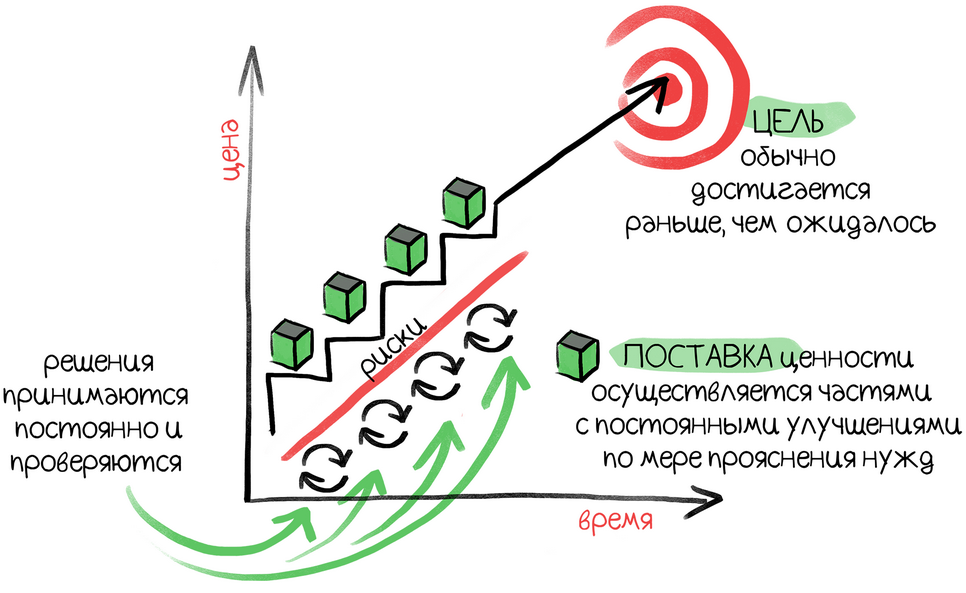 цена
ЦЕЛЬ
обычно
достигается
раньше, чем ожидалось
риски
решения
принимаются
постоянно и
проверяются
ПОСТАВКА ценности
осуществляется частями
с постоянными улучшениями
по мере прояснения нужд
время